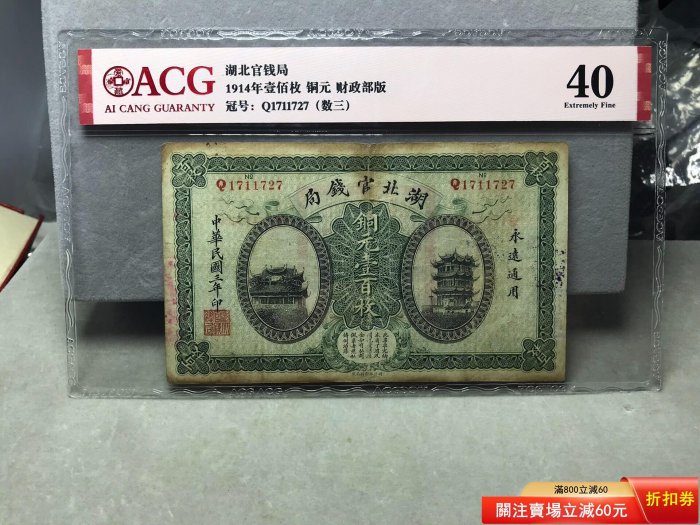 ACG
AI CANG GUARANTY
湖北官钱局
1914年壹佰枚 铜元 财政部版
冠号：Q1711727（数三）
40
Extremely Fine
№
Q1711727
№
Q1711727
局錢官北湖
銅元壹百枚
中華民國三年印
永遠通用
滿800立減60
關注賣場立減60元
折扣券